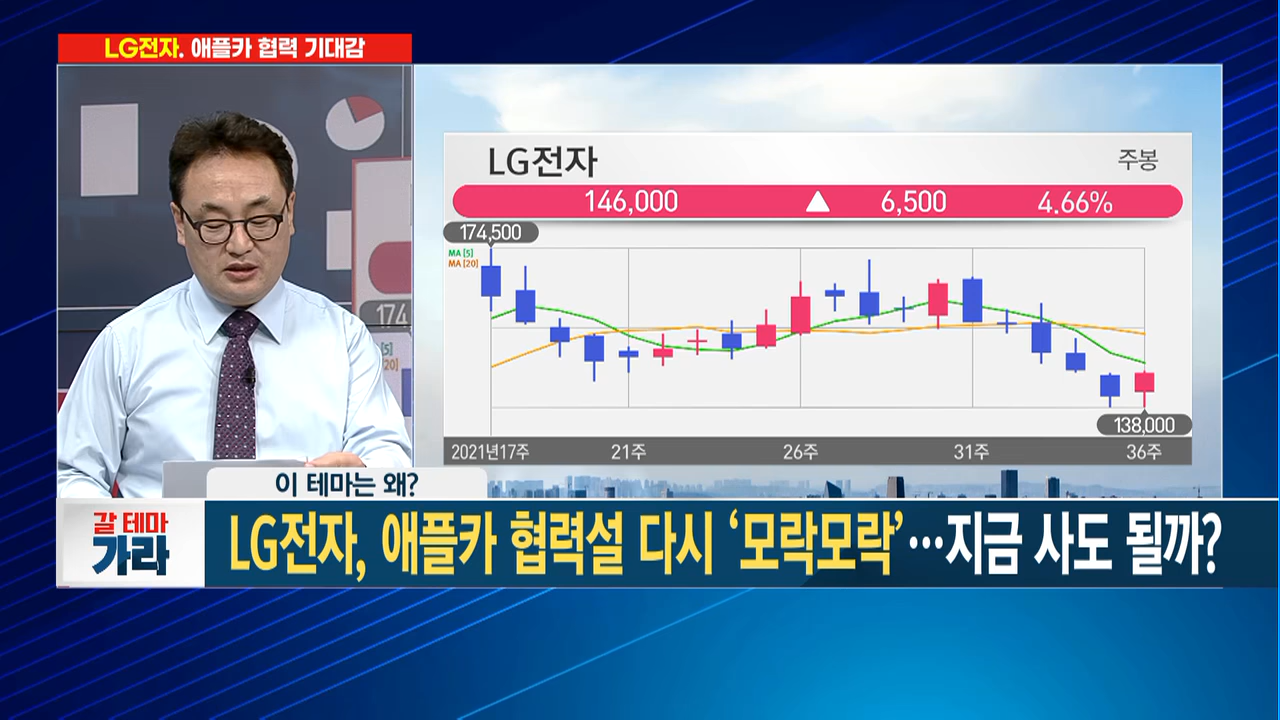 LG전자. 애플카 협력 기대감
LG전자
주봉
146,000 ▲ 6,500 4.66%
174,500
MA [5]
MA [20]
174
[5]
[20]
138,000
2021년17주 21주 26주 31주 36주
이 테마는 왜?
갈 테마
가라
LG전자, 애플카 협력설 다시 ‘모락모락’…지금 사도 될까?